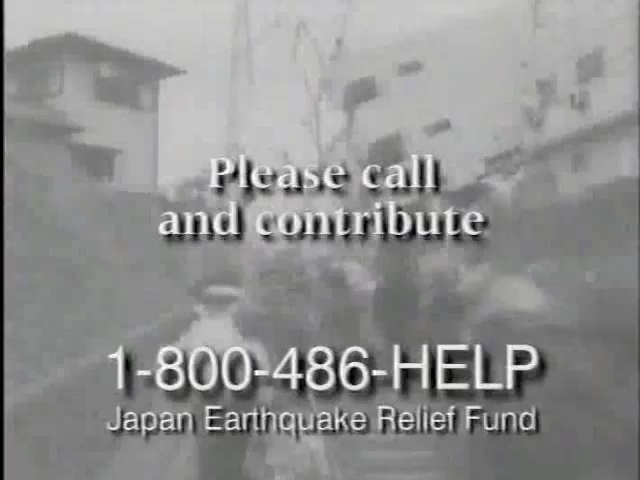 Please call
and contribute
1-800-486-HELP
Japan Earthquake Relief Fund